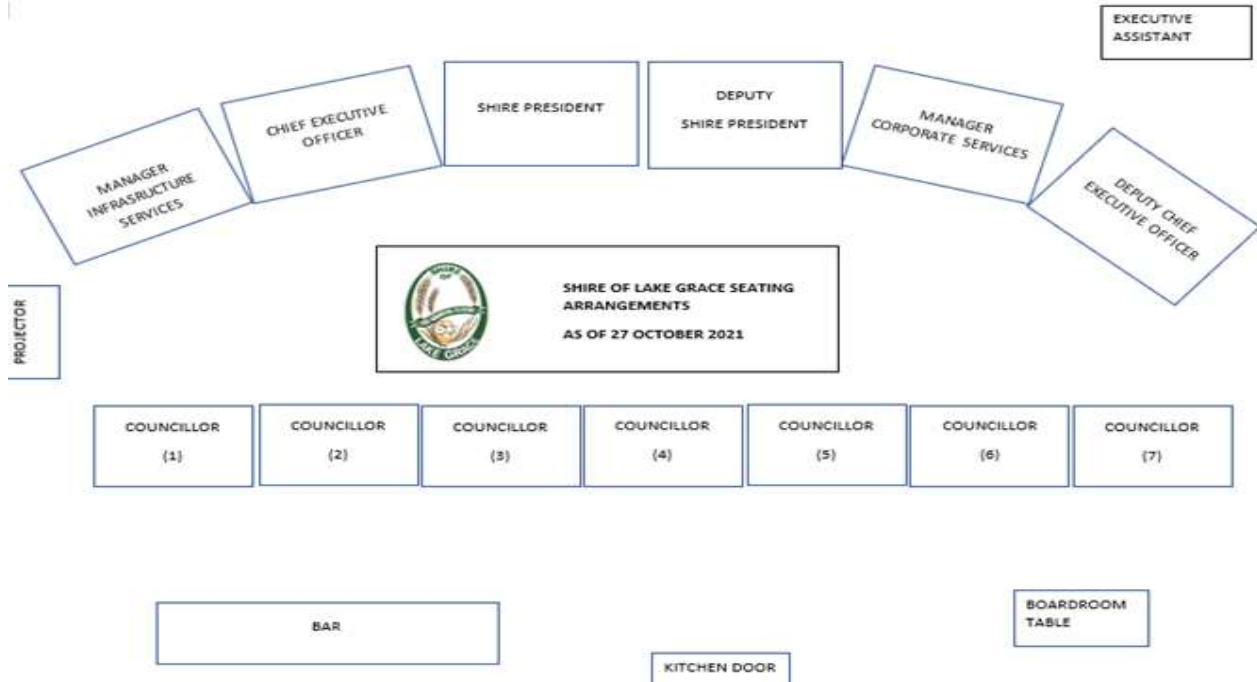 EXECUTIVE
ASSISTANT
MANAGER
INFRASRUCTURE
SERVICES
CHIEF EXECUTIVE
OFFICER
SHIRE PRESIDENT
DEPUTY
SHIRE PRESIDENT
MANAGER
CORPORATE SERVICES
DEPUTY CHIEF
EXECUTIVE OFFICER
PROJECTOR
SHIRE
OF
LAKE GRACE
SHIRE OF LAKE GRACE SEATING
ARRANGEMENTS
AS OF 27 OCTOBER 2021
COUNCILLOR
(1)
COUNCILLOR
(2)
COUNCILLOR
(3)
COUNCILLOR
(4)
COUNCILLOR
(5)
COUNCILLOR
(6)
COUNCILLOR
(7)
BAR
KITCHEN DOOR
BOARDROOM
TABLE